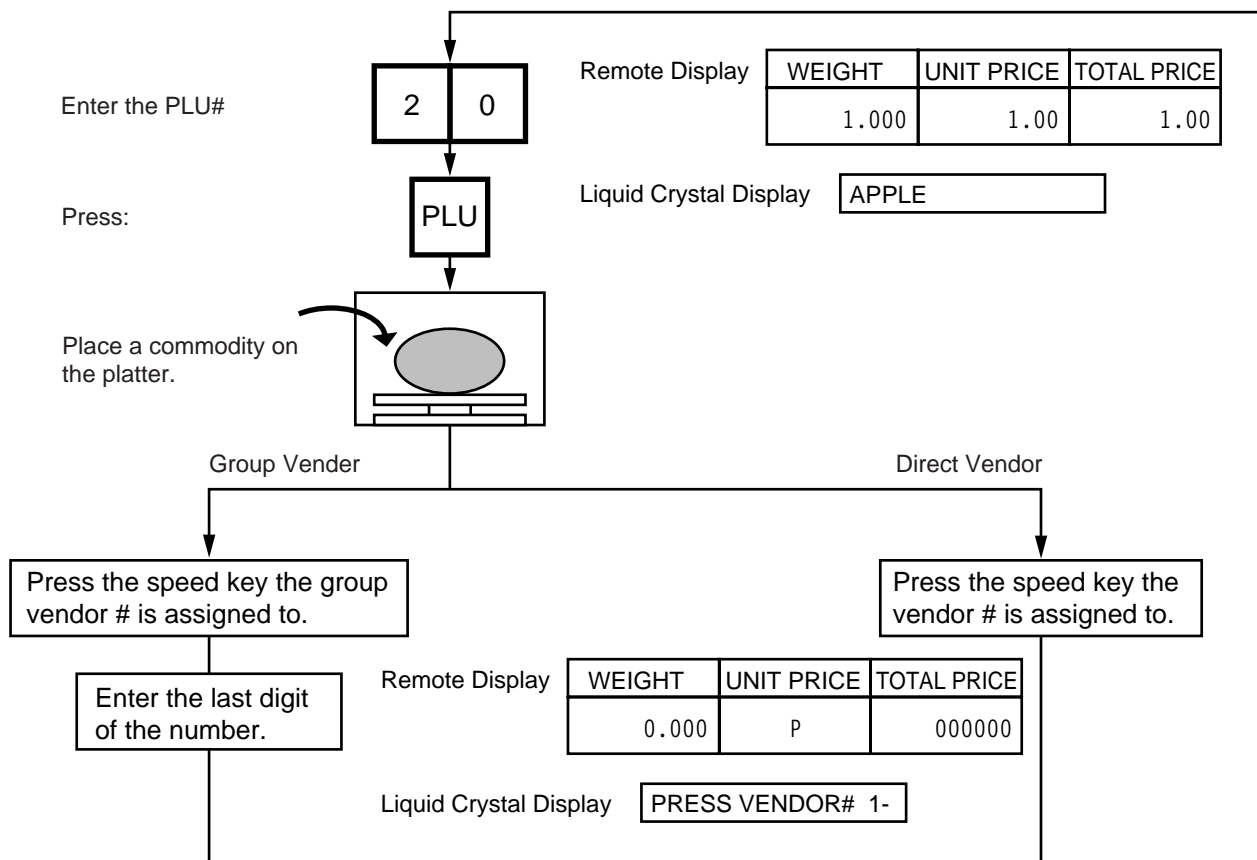 Enter the PLU#
2 0
Remote Display
WEIGHT UNIT PRICE TOTAL PRICE
1.000 1.00 1.00
Press:
PLU
Liquid Crystal Display
APPLE
Place a commodity on
the platter.
Group Vender
Direct Vendor
Press the speed key the group
vendor # is assigned to.
Press the speed key the
vendor # is assigned to.
Enter the last digit
of the number.
Remote Display
WEIGHT UNIT PRICE TOTAL PRICE
0.000 P 000000
Liquid Crystal Display
PRESS VENDOR# 1-